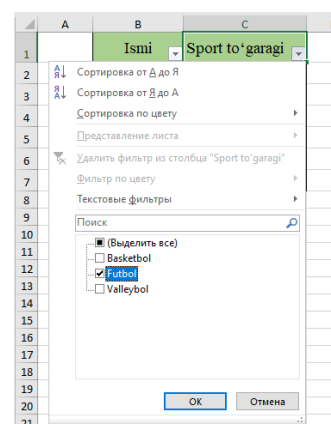 A B C
1 Ismi Sport to‘garagi
2 Сортировка от А до Я
3 Сортировка от Я до А
4 Сортировка по цвету
5 Представление листа
6 Удалить фильтр из столбца "Sport to‘garagi"
7 Фильтр по цвету
8 Текстовые фильтры
9 Поиск
10 (Выделить все)
11 Basketbol
12 Futbol
13 Valleybol
14
15
16
17
18
19
20 ОК Отмена
21